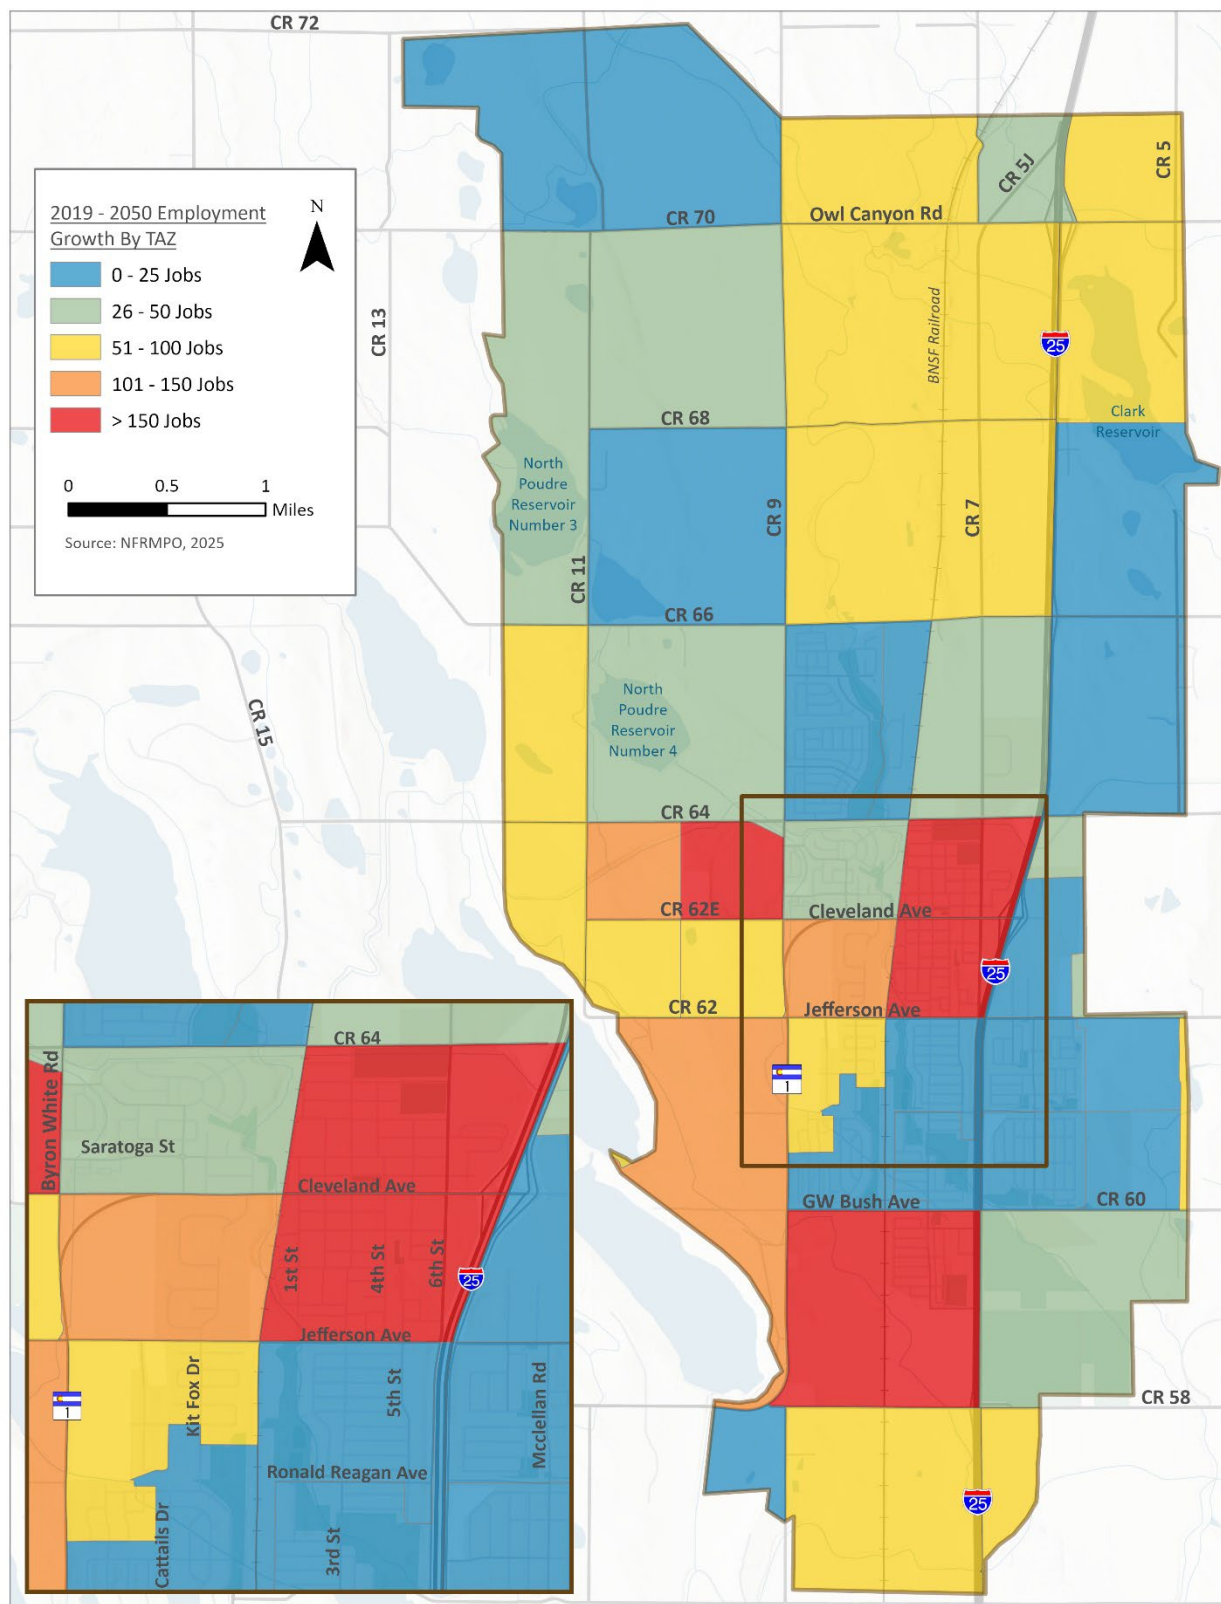 CR 72
CR 5J
CR 5
2019 - 2050 Employment
Growth By TAZ
N
0 - 25 Jobs
26 - 50 Jobs
51 - 100 Jobs
101 - 150 Jobs
> 150 Jobs
0 0.5 1
Miles
Source: NFRMPO, 2025
CR 70
Owl Canyon Rd
CR 13
BNSF Railroad
25
CR 68
Clark
Reservoir
North
Poudre
Reservoir
Number 3
CR 9
CR 7
CR 11
CR 66
CR 15
North
Poudre
Reservoir
Number 4
CR 64
CR 62E
Cleveland Ave
25
CR 62
Jefferson Ave
1
GW Bush Ave
CR 60
CR 58
25
CR 64
Byron White Rd
Saratoga St
Cleveland Ave
1st St
4th St
6th St
25
Jefferson Ave
1
Kit Fox Dr
5th St
Mcclellan Rd
Ronald Reagan Ave
Cattails Dr
3rd St